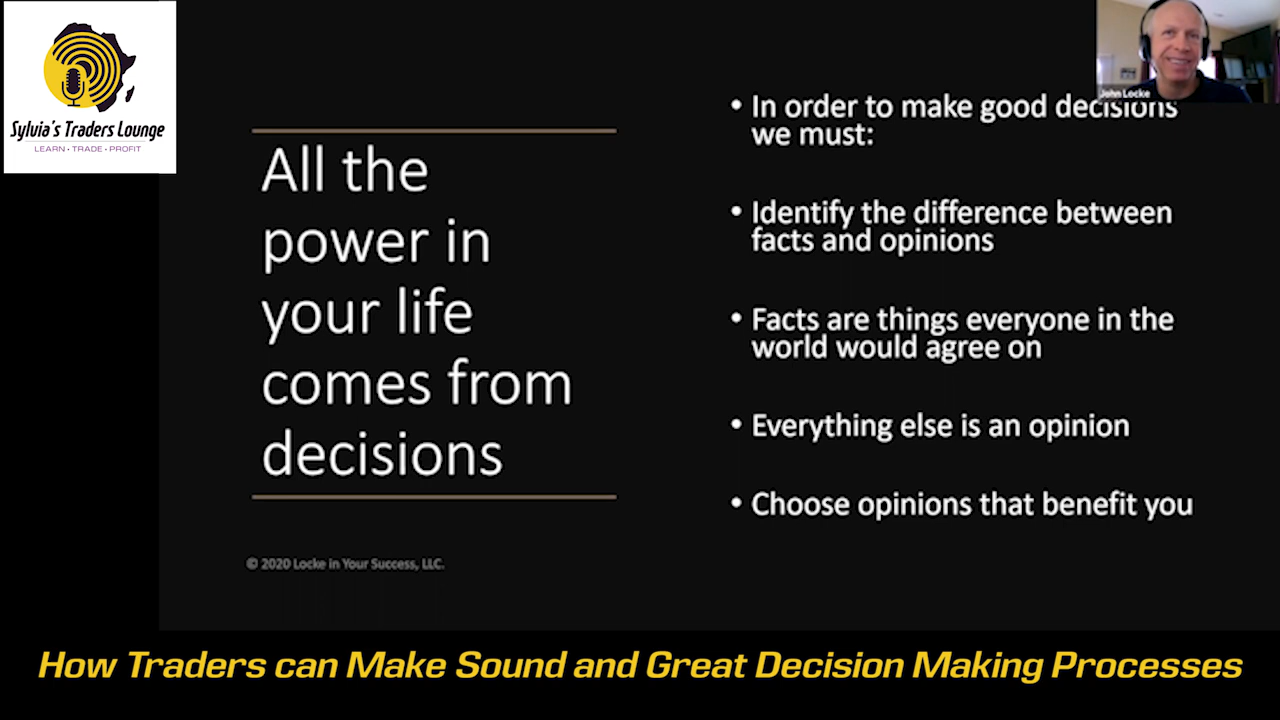 Sylvia's Traders Lounge
LEARN • TRADE • PROFIT
John Locke
All the
power in
your life
comes from
decisions
© 2020 Locke in Your Success, LLC.
• In order to make good decisions
we must:
• Identify the difference between
facts and opinions
• Facts are things everyone in the
world would agree on
• Everything else is an opinion
• Choose opinions that benefit you
How Traders can Make Sound and Great Decision Making Processes